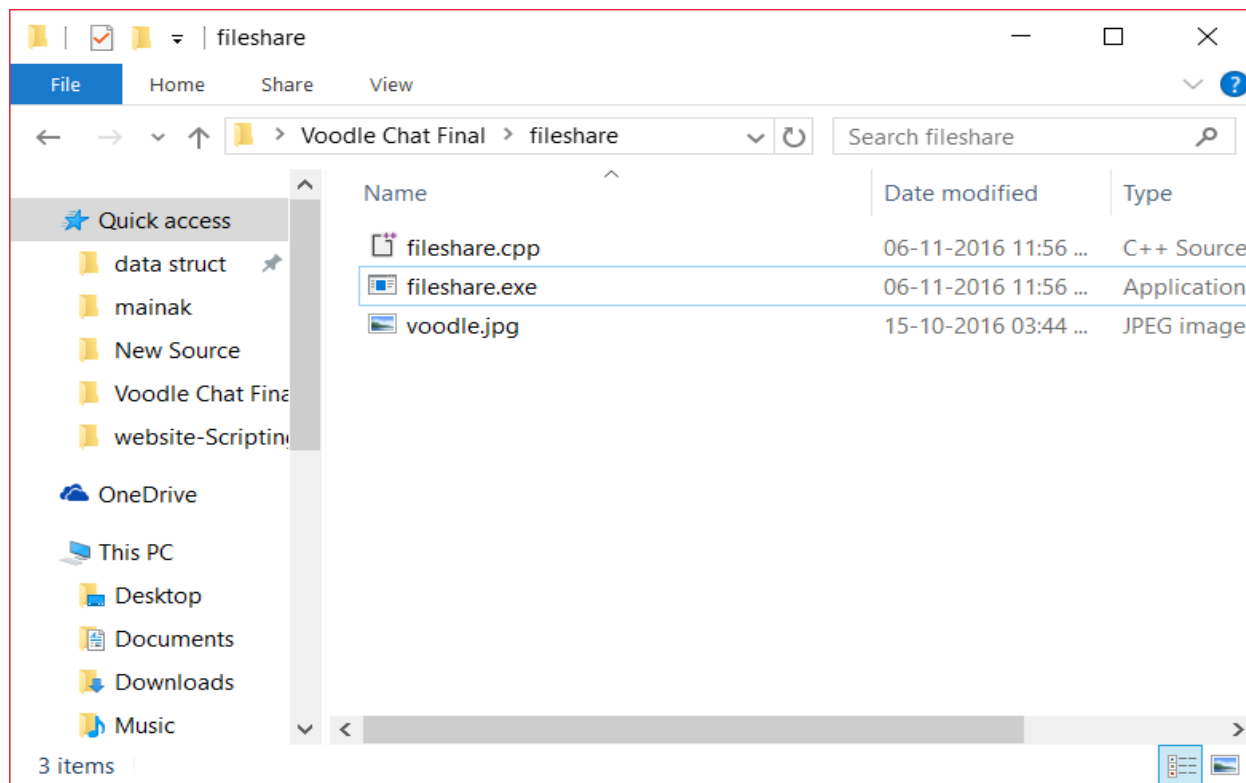 fileshare
File Home Share View ?
> Voodle Chat Final > fileshare Search fileshare
Name Date modified Type
Quick access
data struct
mainak
New Source
Voodle Chat Fina
website-Scripting
OneDrive
This PC
Desktop
Documents
Downloads
Music
fileshare.cpp 06-11-2016 11:56 ... C++ Source
fileshare.exe 06-11-2016 11:56 ... Application
voodle.jpg 15-10-2016 03:44 ... JPEG image
3 items